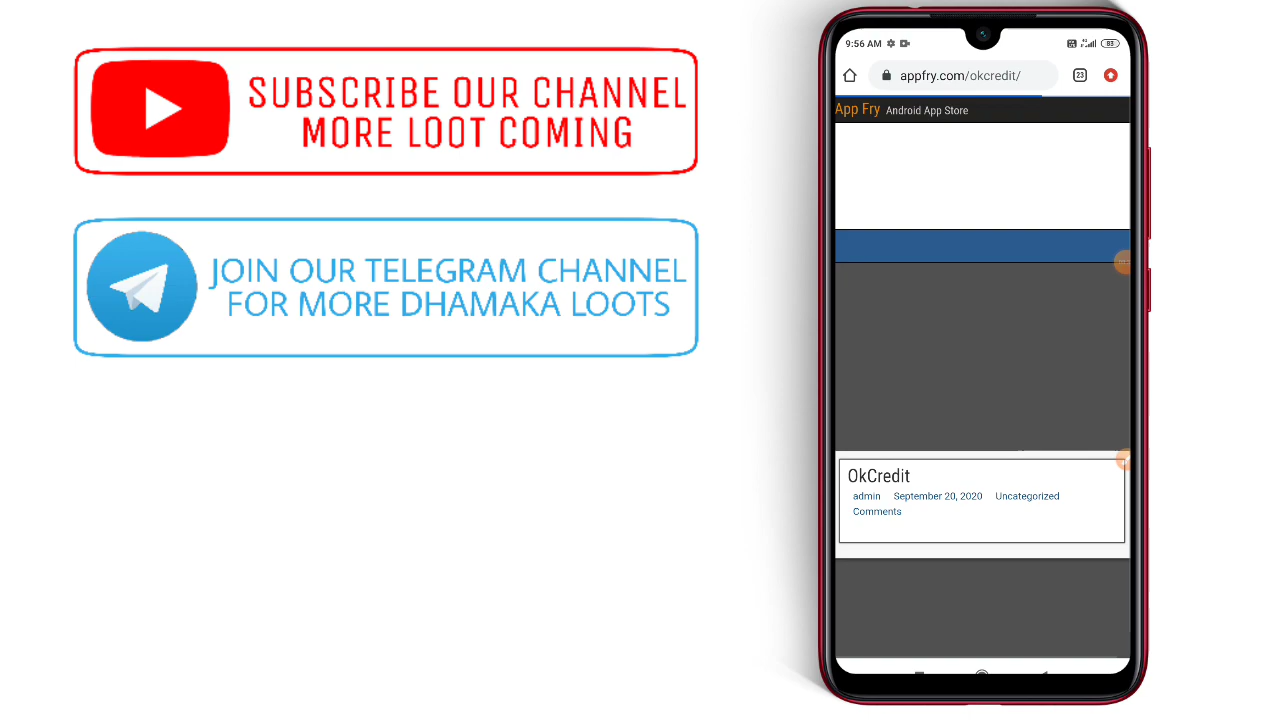 SUBSCRIBE OUR CHANNEL
MORE LOOT COMING
JOIN OUR TELEGRAM CHANNEL
FOR MORE DHAMAKA LOOTS
9:56 AM
83
appfry.com/okcredit/
23
App Fry Android App Store
OkCredit
admin September 20, 2020 Uncategorized
Comments